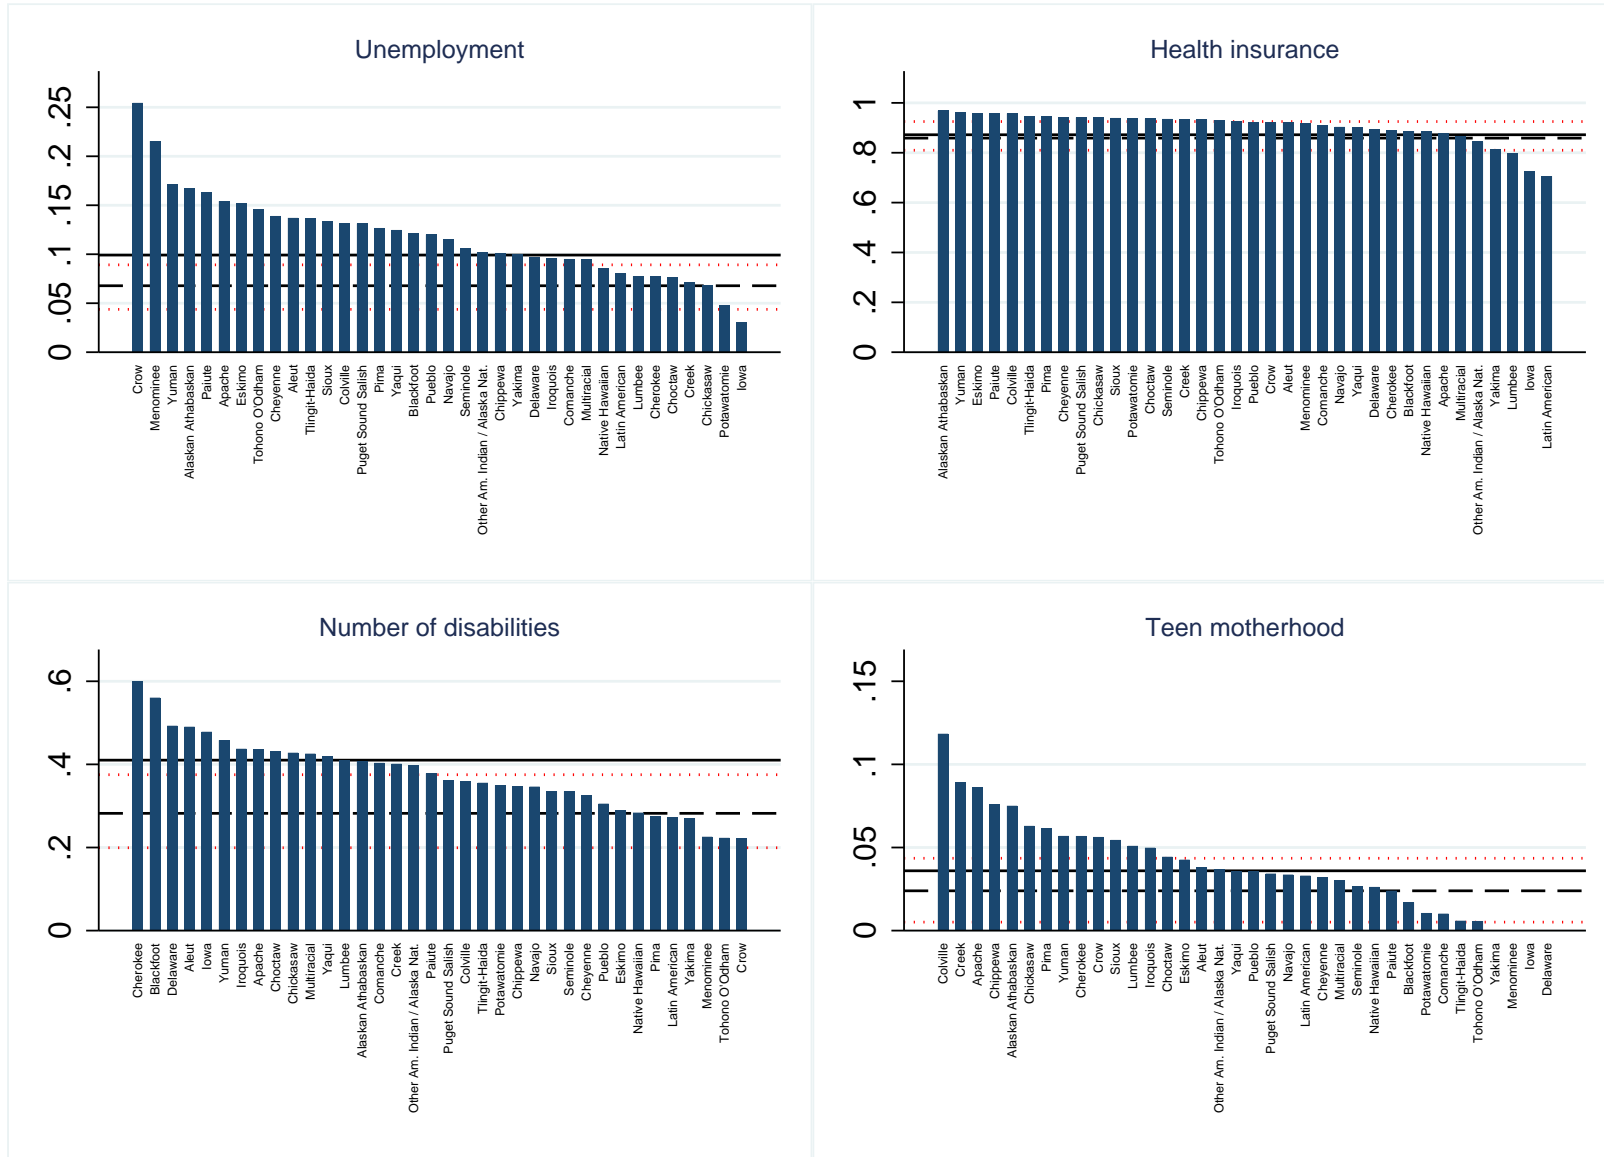 Unemployment
.25
.2
.15
.1
.05
0
Crow
Menominee
Yuman
Alaskan Athabaskan
Paiute
Apache
Eskimo
Tohono O'Odham
Cheyenne
Aleut
Tlingit-Haida
Sioux
Colville
Puget Sound Salish
Pima
Yaqui
Blackfoot
Pueblo
Navajo
Seminole
Other Am. Indian / Alaska Nat.
Chippewa
Yakima
Delaware
Iroquois
Comanche
Multiracial
Native Hawaiian
Latin American
Lumbee
Cherokee
Choctaw
Creek
Chickasaw
Potawatomie
Iowa
Health insurance
1
.8
.6
.4
.2
0
Alaskan Athabaskan
Yuman
Eskimo
Paiute
Colville
Tlingit-Haida
Pima
Cheyenne
Puget Sound Salish
Chickasaw
Sioux
Potawatomie
Choctaw
Seminole
Creek
Chippewa
Tohono O'Odham
Iroquois
Pueblo
Crow
Aleut
Menominee
Comanche
Navajo
Yaqui
Delaware
Cherokee
Blackfoot
Native Hawaiian
Apache
Multiracial
Other Am. Indian / Alaska Nat.
Yakima
Lumbee
Iowa
Latin American
Number of disabilities
.6
.4
.2
0
Cherokee
Blackfoot
Delaware
Aleut
Iowa
Yuman
Iroquois
Apache
Choctaw
Chickasaw
Multiracial
Yaqui
Lumbee
Alaskan Athabaskan
Comanche
Creek
Other Am. Indian / Alaska Nat.
Paiute
Puget Sound Salish
Colville
Tlingit-Haida
Potawatomie
Chippewa
Navajo
Sioux
Seminole
Cheyenne
Pueblo
Eskimo
Native Hawaiian
Pima
Latin American
Yakima
Menominee
Tohono O'Odham
Crow
Teen motherhood
.15
.1
.05
0
Colville
Creek
Apache
Chippewa
Alaskan Athabaskan
Chickasaw
Pima
Yuman
Cherokee
Crow
Sioux
Lumbee
Iroquois
Choctaw
Eskimo
Aleut
Other Am. Indian / Alaska Nat.
Yaqui
Pueblo
Puget Sound Salish
Navajo
Latin American
Cheyenne
Multiracial
Seminole
Native Hawaiian
Paiute
Blackfoot
Potawatomie
Comanche
Tlingit-Haida
Tohono O'Odham
Yakima
Menominee
Iowa
Delaware